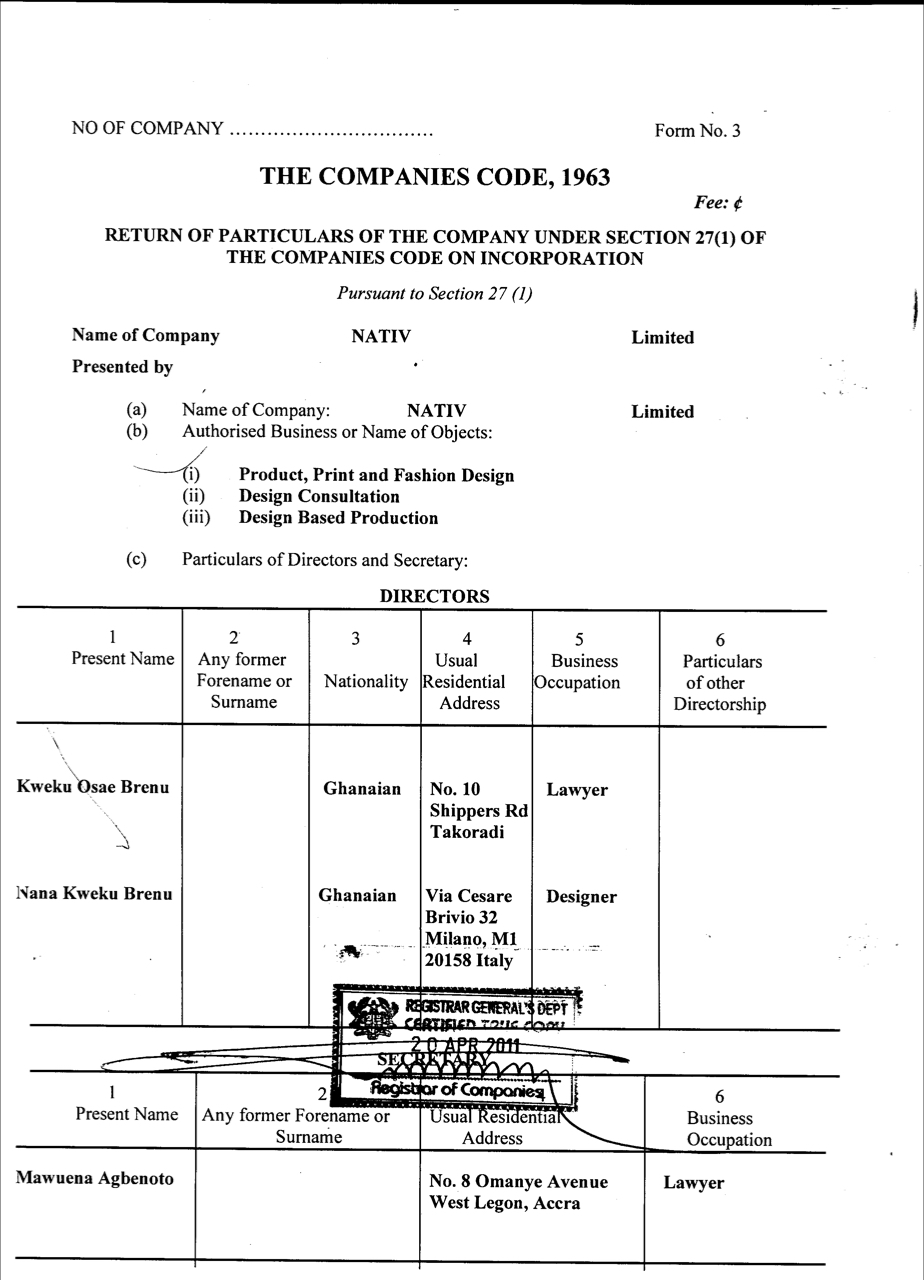 NO OF COMPANY .................................
Form No. 3
THE COMPANIES CODE, 1963
Fee: ¢
RETURN OF PARTICULARS OF THE COMPANY UNDER SECTION 27(1) OF
THE COMPANIES CODE ON INCORPORATION
Pursuant to Section 27 (1)
Name of Company NATIV Limited
Presented by
(a) Name of Company: NATIV Limited
(b) Authorised Business or Name of Objects:
(i) Product, Print and Fashion Design
(ii) Design Consultation
(iii) Design Based Production
(c) Particulars of Directors and Secretary:
DIRECTORS
1 2 3 4 5 6
Present Name Any former Usual Business Particulars
Forename or Nationality Residential Occupation of other
Surname Address Directorship
Kweku Osae Brenu Ghanaian No. 10 Lawyer
Shippers Rd
Takoradi
Nana Kweku Brenu Ghanaian Via Cesare Designer
Brivio 32
Milano, M1
20158 Italy
REGISTRAR GENERAL'S DEPT
CERTIFIED TRUE COPY
20 APR 2011
SECRETARY
Registrar of Companies
1 2 6
Present Name Any former Forename or Usual Residential Business
Surname Address Occupation
Mawuena Agbenoto No. 8 Omanye Avenue Lawyer
West Legon, Accra